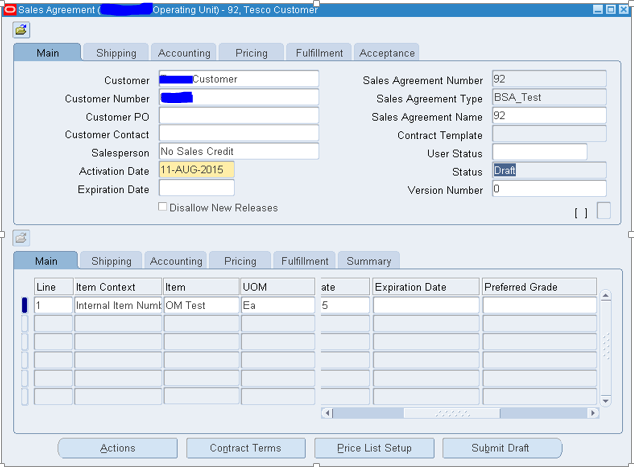 Sales Agreement ( Operating Unit) - 92, Tesco Customer
Main Shipping Accounting Pricing Fulfillment Acceptance
Customer Customer
Customer Number
Customer PO
Customer Contact
Salesperson No Sales Credit
Activation Date 11-AUG-2015
Expiration Date
Disallow New Releases
Sales Agreement Number 92
Sales Agreement Type BSA_Test
Sales Agreement Name 92
Contract Template
User Status
Status Draft
Version Number 0
[ ]
Main Shipping Accounting Pricing Fulfillment Summary
Line Item Context Item UOM ate Expiration Date Preferred Grade
1 Internal Item Numb OM Test Ea 5
Actions Contract Terms Price List Setup Submit Draft